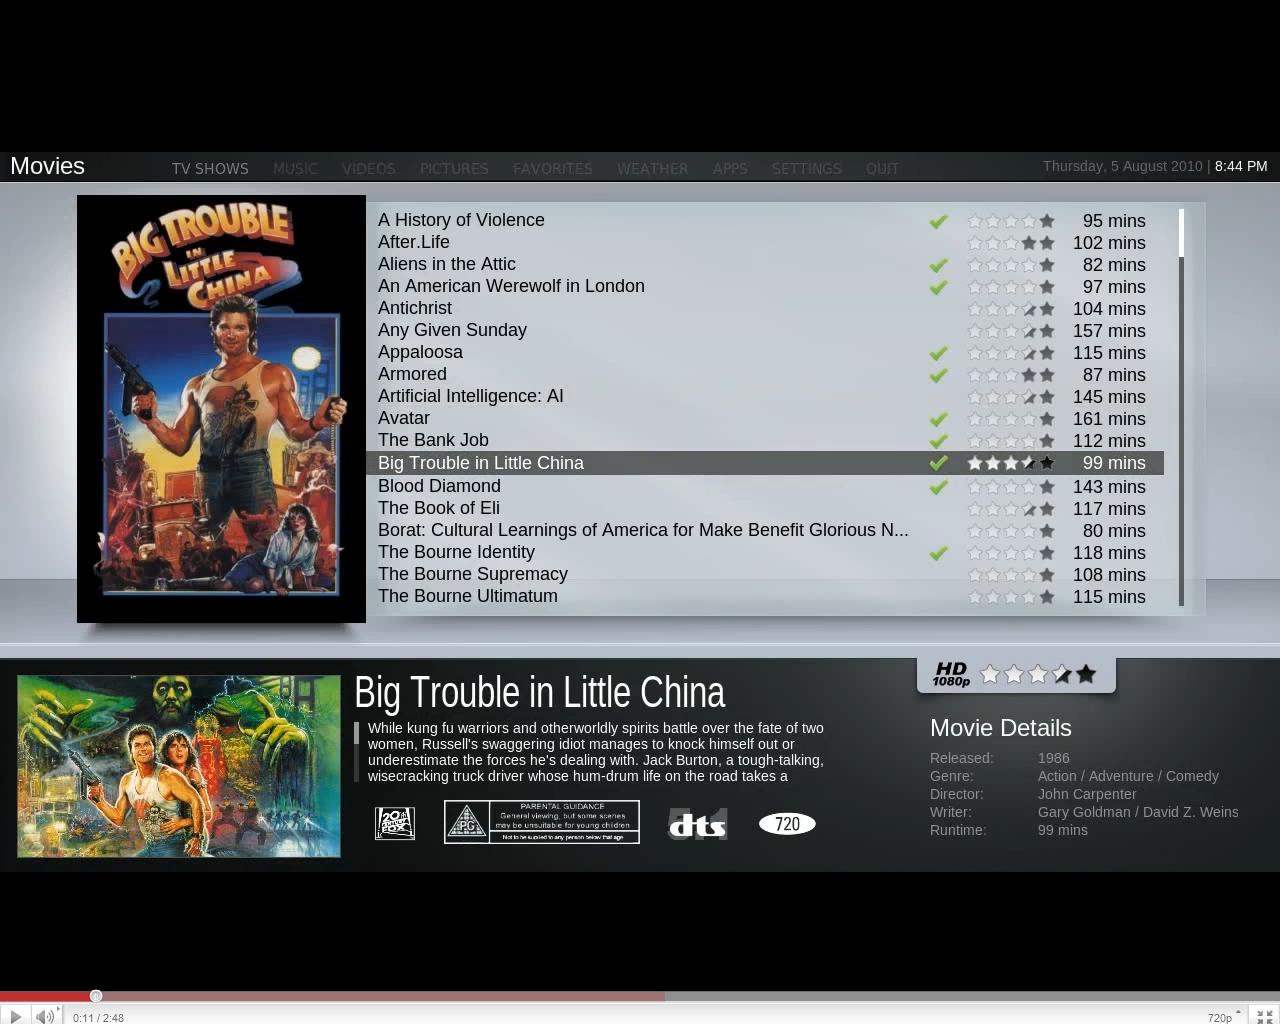 Movies TV SHOWS MUSIC VIDEOS PICTURES FAVORITES WEATHER APPS SETTINGS QUIT Thursday, 5 August 2010 | 8:44 PM
BIG TROUBLE
IN
LITTLE
CHINA
A History of Violence 95 mins
After.Life 102 mins
Aliens in the Attic 82 mins
An American Werewolf in London 97 mins
Antichrist 104 mins
Any Given Sunday 157 mins
Appaloosa 115 mins
Armored 87 mins
Artificial Intelligence: AI 145 mins
Avatar 161 mins
The Bank Job 112 mins
Big Trouble in Little China 99 mins
Blood Diamond 143 mins
The Book of Eli 117 mins
Borat: Cultural Learnings of America for Make Benefit Glorious N... 80 mins
The Bourne Identity 118 mins
The Bourne Supremacy 108 mins
The Bourne Ultimatum 115 mins
HD
1080p
Big Trouble in Little China
While kung fu warriors and otherworldly spirits battle over the fate of two
women, Russell's swaggering idiot manages to knock himself out or
underestimate the forces he's dealing with. Jack Burton, a tough-talking,
wisecracking truck driver whose hum-drum life on the road takes a
20
FOX
PG
PARENTAL GUIDANCE
General viewing, but some scenes
may be unsuitable for young children
Not to be supplied to any person below that age
dts
720
Movie Details
Released: 1986
Genre: Action / Adventure / Comedy
Director: John Carpenter
Writer: Gary Goldman / David Z. Weins
Runtime: 99 mins
0:11 / 2:48 720p